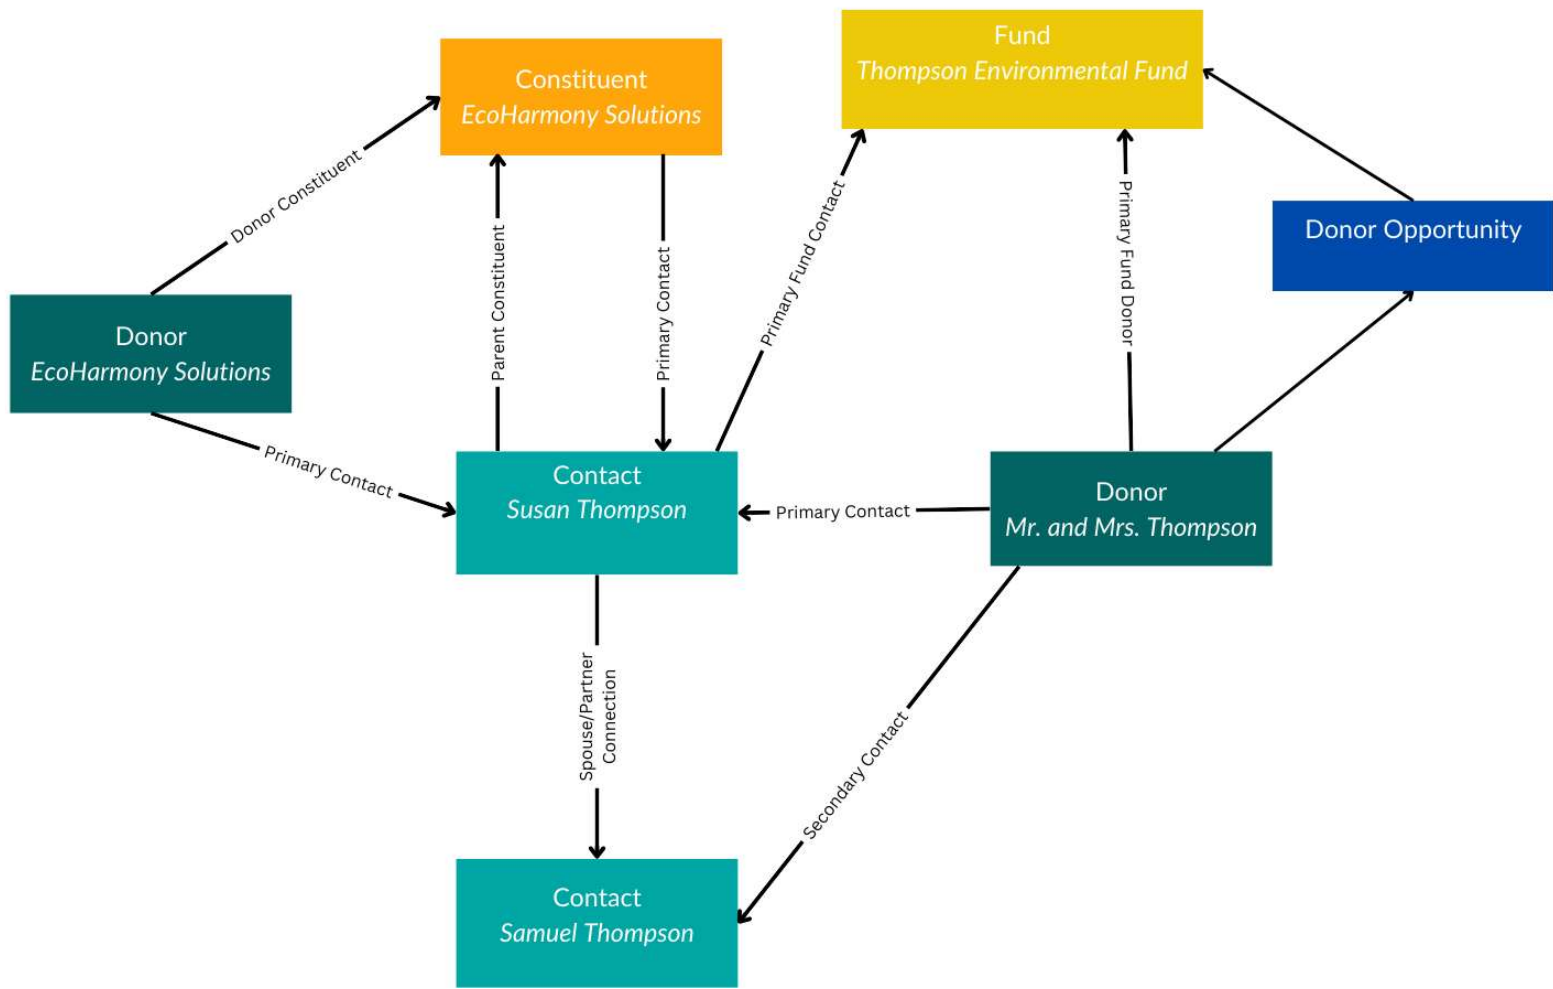 Fund
Thompson Environmental Fund
Constituent
EcoHarmony Solutions
Donor Constituent
Parent Constituent
Primary Contact
Primary Fund Contact
Primary Fund Donor
Donor Opportunity
Donor
EcoHarmony Solutions
Primary Contact
Contact
Susan Thompson
Primary Contact
Donor
Mr. and Mrs. Thompson
Spouse/Partner
Connection
Secondary Contact
Contact
Samuel Thompson